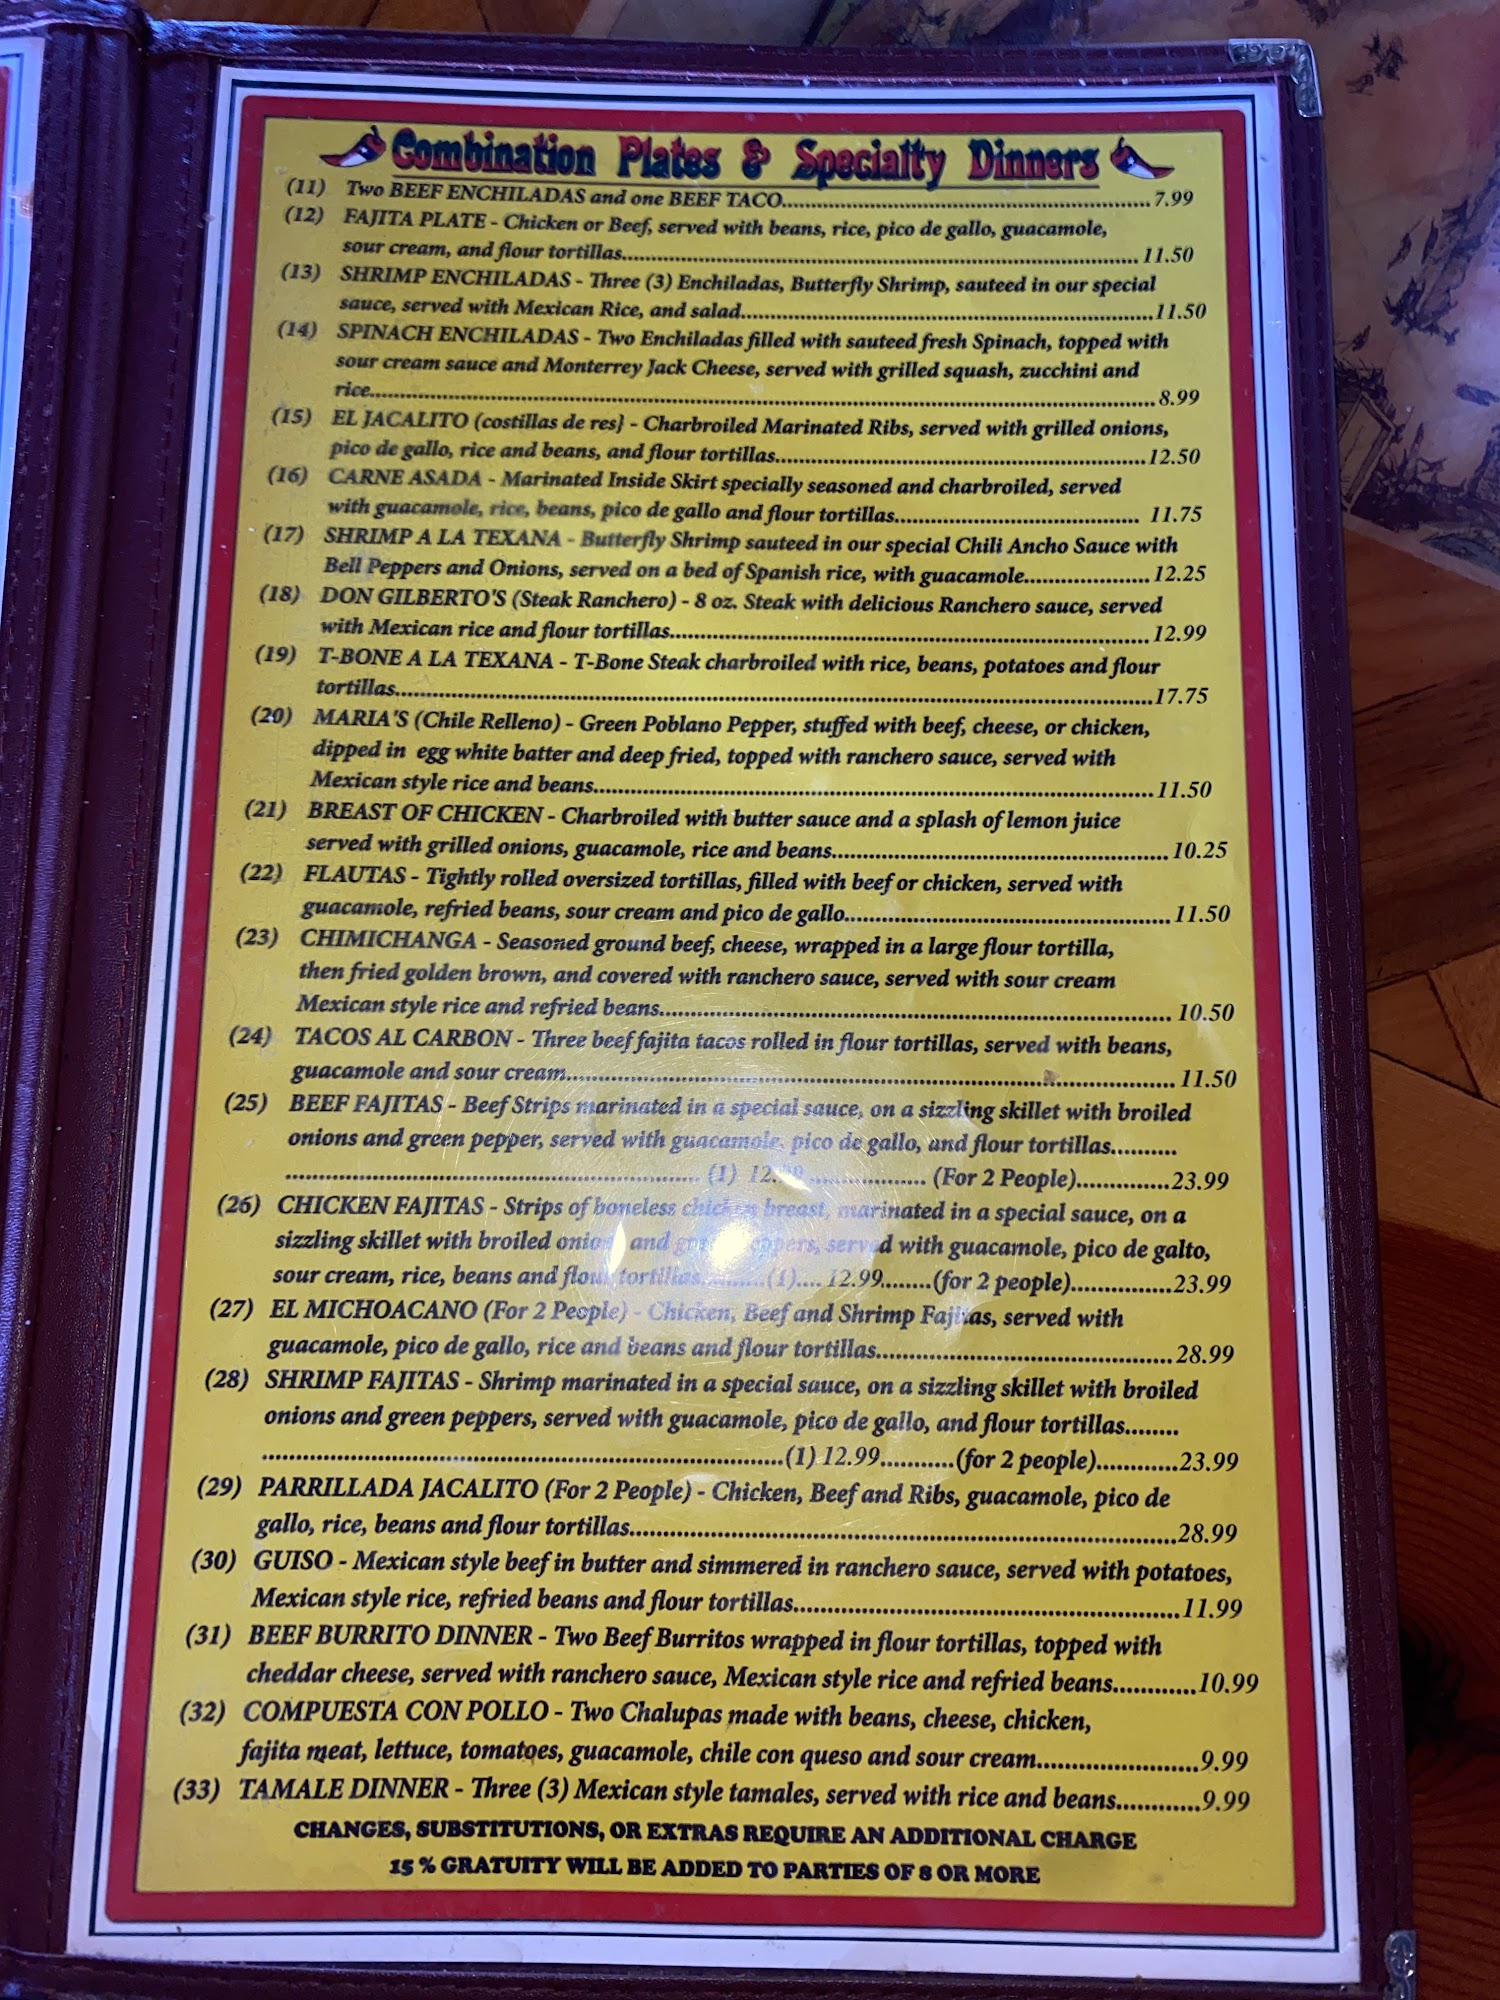 Combination Plates & Specialty Dinners
(11) Two BEEF ENCHILADAS and one BEEF TACO....7.99
(12) FAJITA PLATE - Chicken or Beef, served with beans, rice, pico de gallo, guacamole,
sour cream, and flour tortillas....11.50
(13) SHRIMP ENCHILADAS - Three (3) Enchiladas, Butterfly Shrimp, sauteed in our special
sauce, served with Mexican Rice, and salad....11.50
(14) SPINACH ENCHILADAS - Two Enchiladas filled with sauteed fresh Spinach, topped with
sour cream sauce and Monterrey Jack Cheese, served with grilled squash, zucchini and
rice....8.99
(15) EL JACALITO (costillas de res} - Charbroiled Marinated Ribs, served with grilled onions,
pico de gallo, rice and beans, and flour tortillas....12.50
(16) CARNE ASADA - Marinated Inside Skirt specially seasoned and charbroiled, served
with guacamole, rice, beans, pico de gallo and flour tortillas.... 11.75
(17) SHRIMP A LA TEXANA - Butterfly Shrimp sauteed in our special Chili Ancho Sauce with
Bell Peppers and Onions, served on a bed of Spanish rice, with guacamole....12.25
(18) DON GILBERTO'S (Steak Ranchero) - 8 oz. Steak with delicious Ranchero sauce, served
with Mexican rice and flour tortillas....12.99
(19) T-BONE A LA TEXANA - T-Bone Steak charbroiled with rice, beans, potatoes and flour
tortillas....17.75
(20) MARIA'S (Chile Relleno) - Green Poblano Pepper, stuffed with beef, cheese, or chicken,
dipped in egg white batter and deep fried, topped with ranchero sauce, served with
Mexican style rice and beans....11.50
(21) BREAST OF CHICKEN - Charbroiled with butter sauce and a splash of lemon juice
served with grilled onions, guacamole, rice and beans....10.25
(22) FLAUTAS - Tightly rolled oversized tortillas, filled with beef or chicken, served with
guacamole, refried beans, sour cream and pico de gallo....11.50
(23) CHIMICHANGA - Seasoned ground beef, cheese, wrapped in a large flour tortilla,
then fried golden brown, and covered with ranchero sauce, served with sour cream
Mexican style rice and refried beans.... 10.50
(24) TACOS AL CARBON - Three beef fajita tacos rolled in flour tortillas, served with beans,
guacamole and sour cream.... 11.50
(25) BEEF FAJITAS - Beef Strips marinated in a special sauce, on a sizzling skillet with broiled
onions and green pepper, served with guacamole, pico de gallo, and flour tortillas....
.... (1) .... (For 2 People)....23.99
(26) CHICKEN FAJITAS - Strips of boneless chicken breast, marinated in a special sauce, on a
sizzling skillet with broiled onions and green peppers, served with guacamole, pico de galto,
sour cream, rice, beans and flour tortillas....(1).... 12.99....(for 2 people)....23.99
(27) EL MICHOACANO (For 2 People) - Chicken, Beef and Shrimp Fajitas, served with
guacamole, pico de gallo, rice and beans and flour tortillas....28.99
(28) SHRIMP FAJITAS - Shrimp marinated in a special sauce, on a sizzling skillet with broiled
onions and green peppers, served with guacamole, pico de gallo, and flour tortillas....
....(1) 12.99....(for 2 people)....23.99
(29) PARRILLADA JACALITO (For 2 People) - Chicken, Beef and Ribs, guacamole, pico de
gallo, rice, beans and flour tortillas....28.99
(30) GUISO - Mexican style beef in butter and simmered in ranchero sauce, served with potatoes,
Mexican style rice, refried beans and flour tortillas....11.99
(31) BEEF BURRITO DINNER - Two Beef Burritos wrapped in flour tortillas, topped with
cheddar cheese, served with ranchero sauce, Mexican style rice and refried beans....10.99
(32) COMPUESTA CON POLLO - Two Chalupas made with beans, cheese, chicken,
fajita meat, lettuce, tomatoes, guacamole, chile con queso and sour cream....9.99
(33) TAMALE DINNER - Three (3) Mexican style tamales, served with rice and beans....9.99
CHANGES, SUBSTITUTIONS, OR EXTRAS REQUIRE AN ADDITIONAL CHARGE
15 % GRATUITY WILL BE ADDED TO PARTIES OF 8 OR MORE